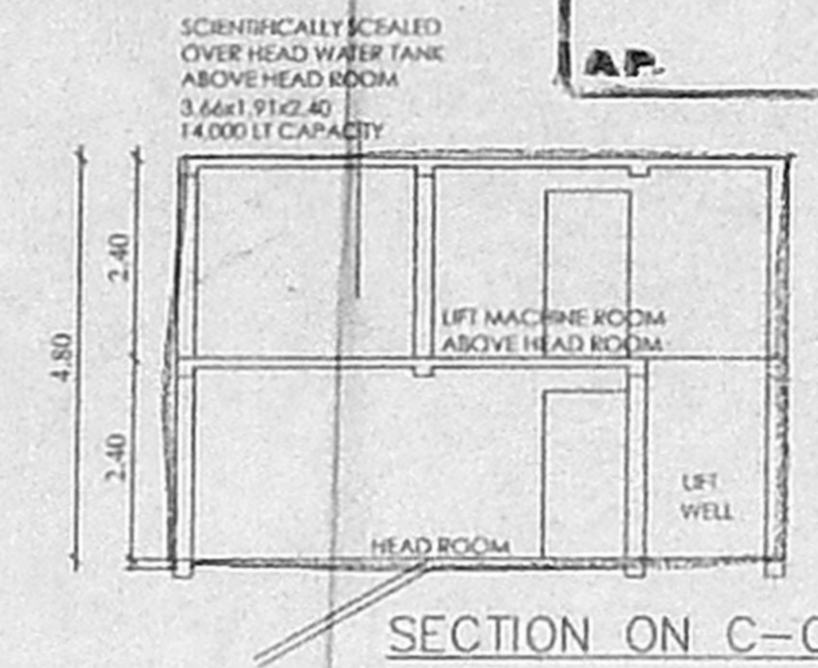 SCIENTIFICALLY SCEALED
OVER HEAD WATER TANK
ABOVE HEAD ROOM
3.66x1.91x2.40
14.000 LT CAPACITY
AP.
2.40
4.80
LIFT MACHINE ROOM
ABOVE HEAD ROOM
2.40
LIFT
WELL
HEAD ROOM
SECTION ON C-C